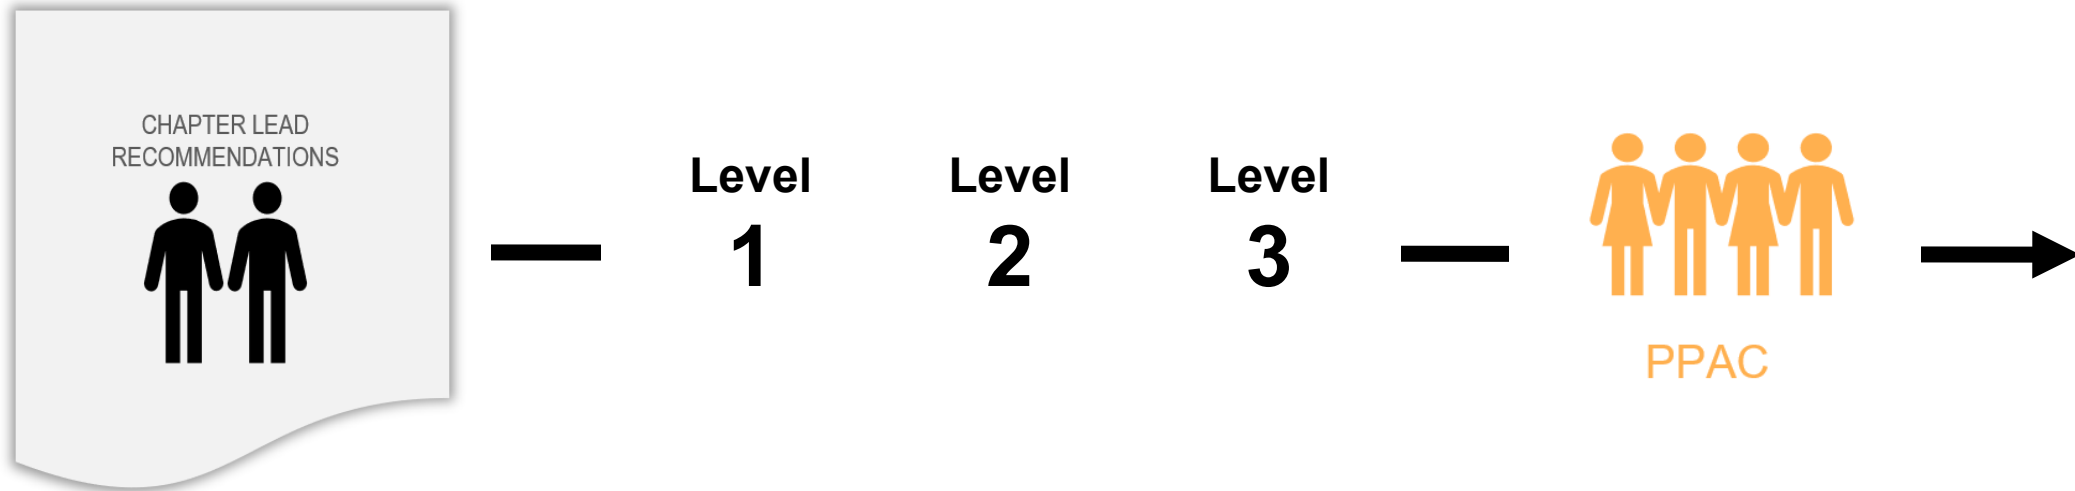 CHAPTER LEAD
RECOMMENDATIONS
Level Level Level
1 2 3
PPAC